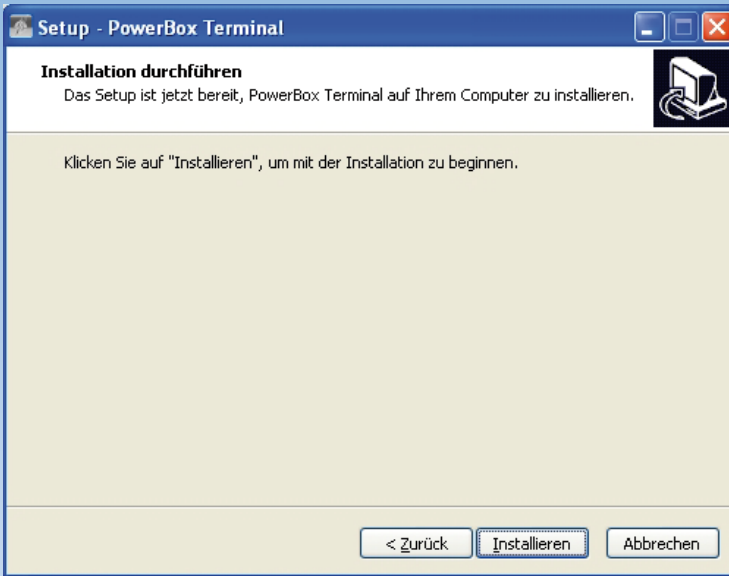 Setup - PowerBox Terminal
Installation durchführen
Das Setup ist jetzt bereit, PowerBox Terminal auf Ihrem Computer zu installieren.
Klicken Sie auf "Installieren", um mit der Installation zu beginnen.
< Zurück Installieren Abbrechen